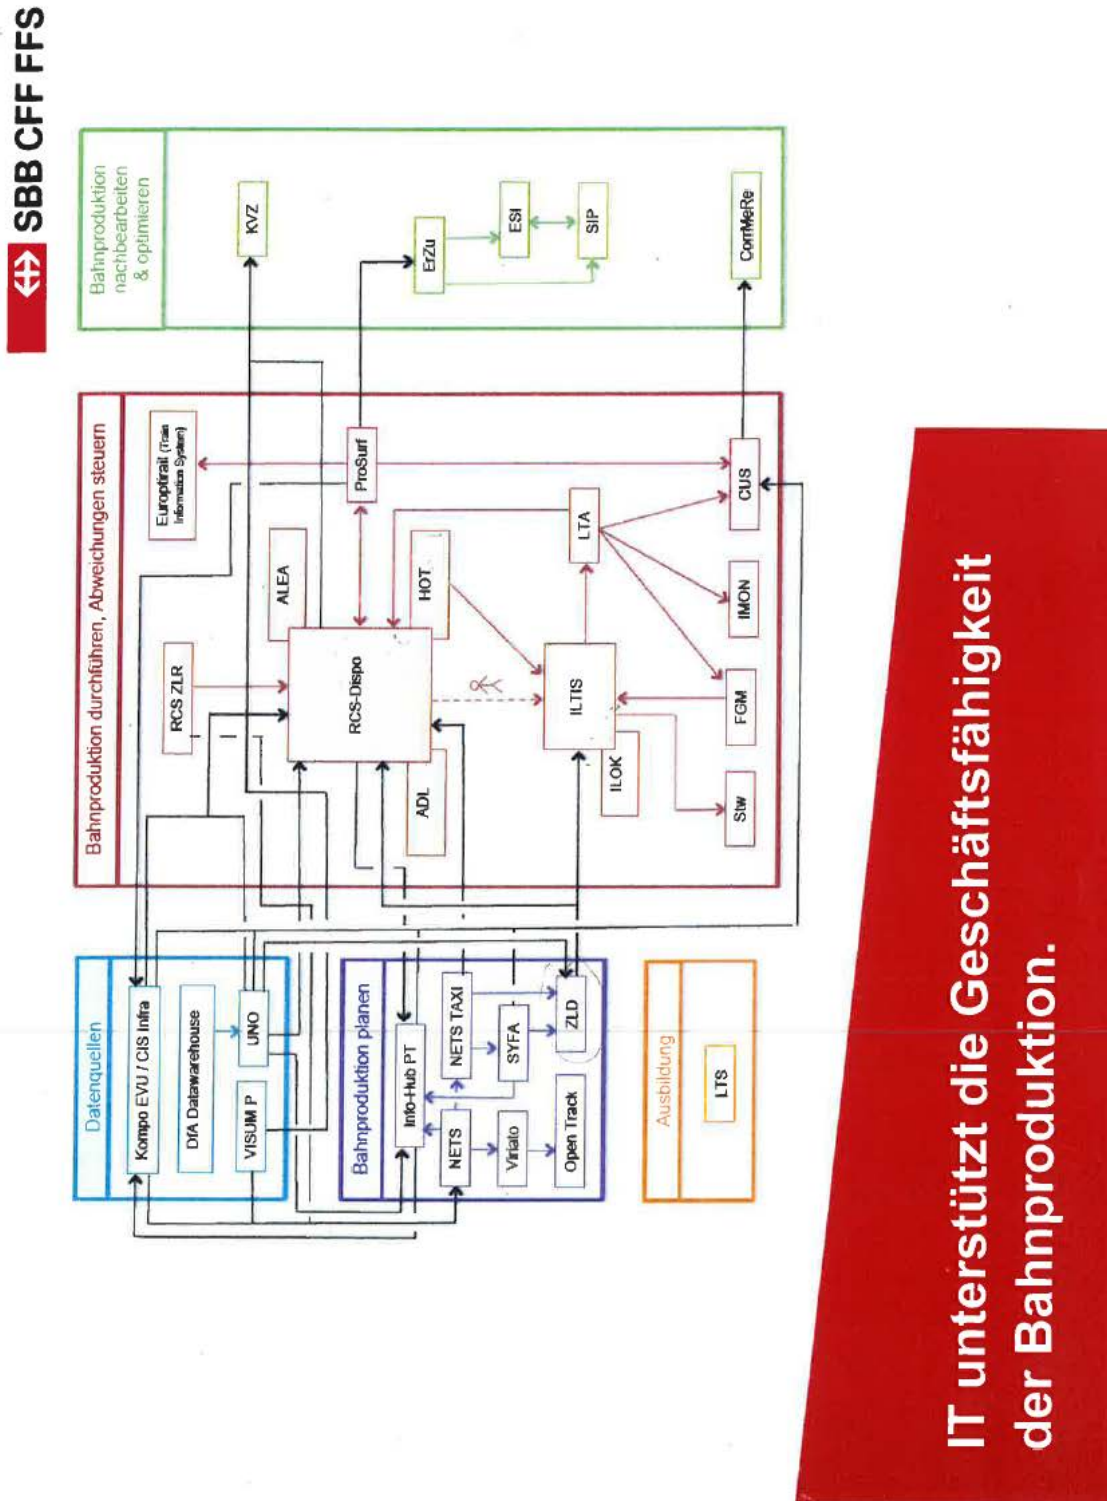 SBB CFF FFS
IT unterstützt die Geschäftsfähigkeit
der Bahnproduktion.
Datenquellen
Kompo EVU / CIS Infra
DfA Datawarehouse
VISUM P
UNO
Bahnproduktion planen
Info-Hub PT
NETS
NETS TAXI
Viriato
SYFA
Open Track
ZLD
Ausbildung
LTS
Bahnproduktion durchführen, Abweichungen steuern
Europtirail (Train
Information System)
RCS ZLR
ALEA
ProSurf
RCS-Dispo
ADL
HOT
ILTIS
ILOK
LTA
Stw
FGM
IMON
CUS
Bahnproduktion
nachbearbeiten
& optimieren
KVZ
ErZu
ESI
SIP
CorrMeRe